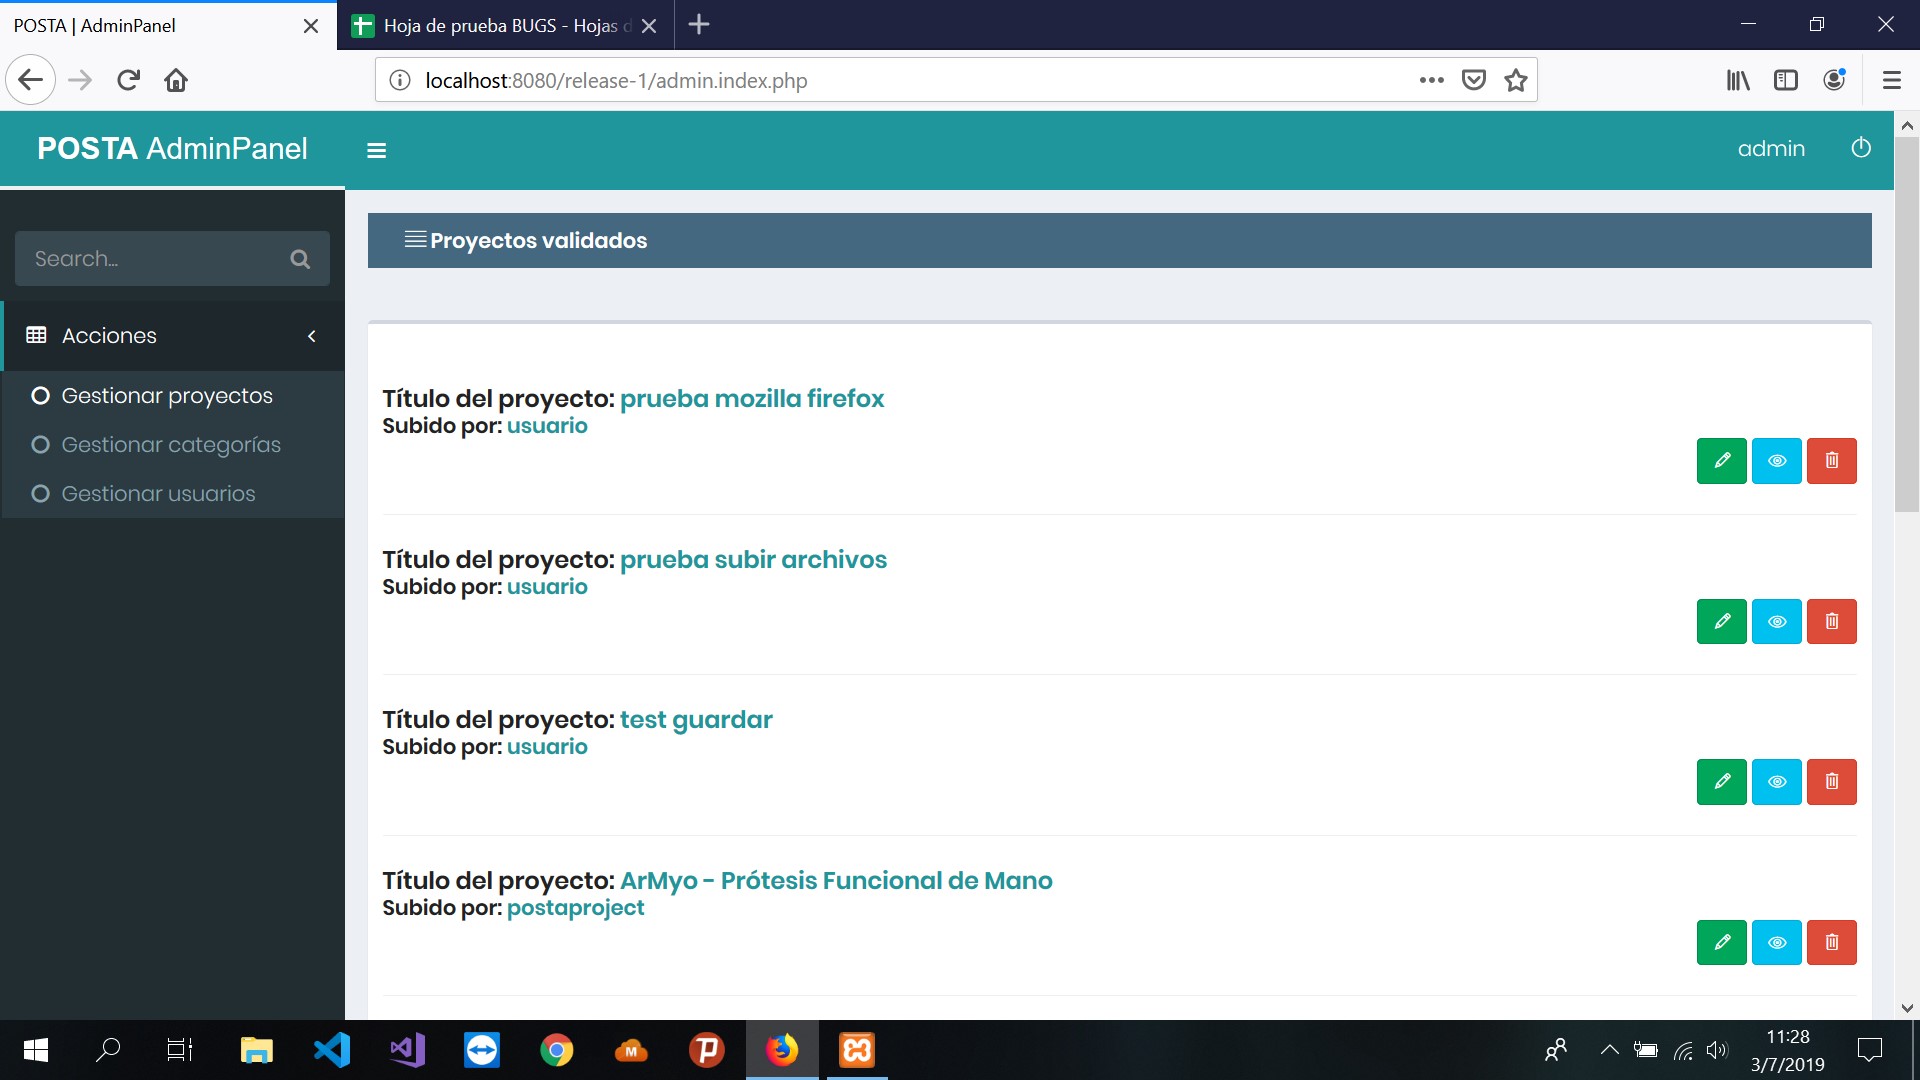 POSTA | AdminPanel
Hoja de prueba BUGS - Hojas d
localhost:8080/release-1/admin.index.php
POSTA AdminPanel
admin
Search...
Proyectos validados
Acciones
Gestionar proyectos
Gestionar categorías
Gestionar usuarios
Título del proyecto: prueba mozilla firefox
Subido por: usuario
Título del proyecto: prueba subir archivos
Subido por: usuario
Título del proyecto: test guardar
Subido por: usuario
Título del proyecto: ArMyo - Prótesis Funcional de Mano
Subido por: postaproject
M
11:28
3/7/2019